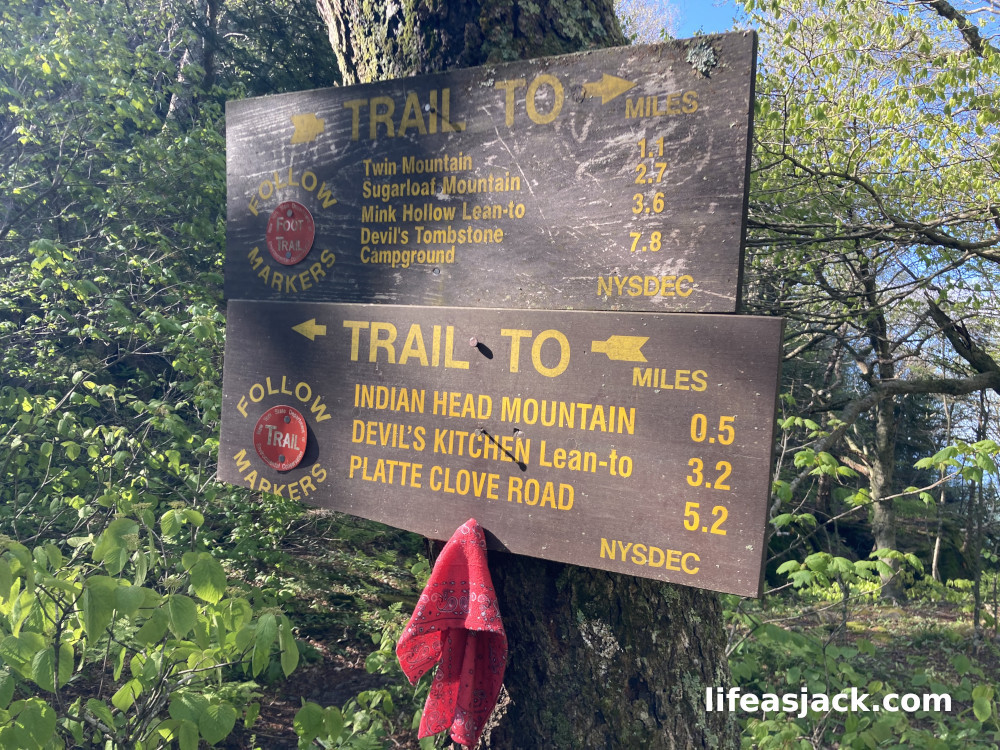 TRAIL TO
MILES
Twin Mountain 1.1
Sugarloaf Mountain 2.7
Mink Hollow Lean-to 3.6
Devil's Tombstone
Campground 7.8
FOLLOW
FOOT
TRAIL
MARKERS
NYSDEC
TRAIL TO
MILES
INDIAN HEAD MOUNTAIN 0.5
DEVIL'S KITCHEN Lean-to 3.2
PLATTE CLOVE ROAD 5.2
FOLLOW
TRAIL
MARKERS
NYSDEC
lifeasjack.com